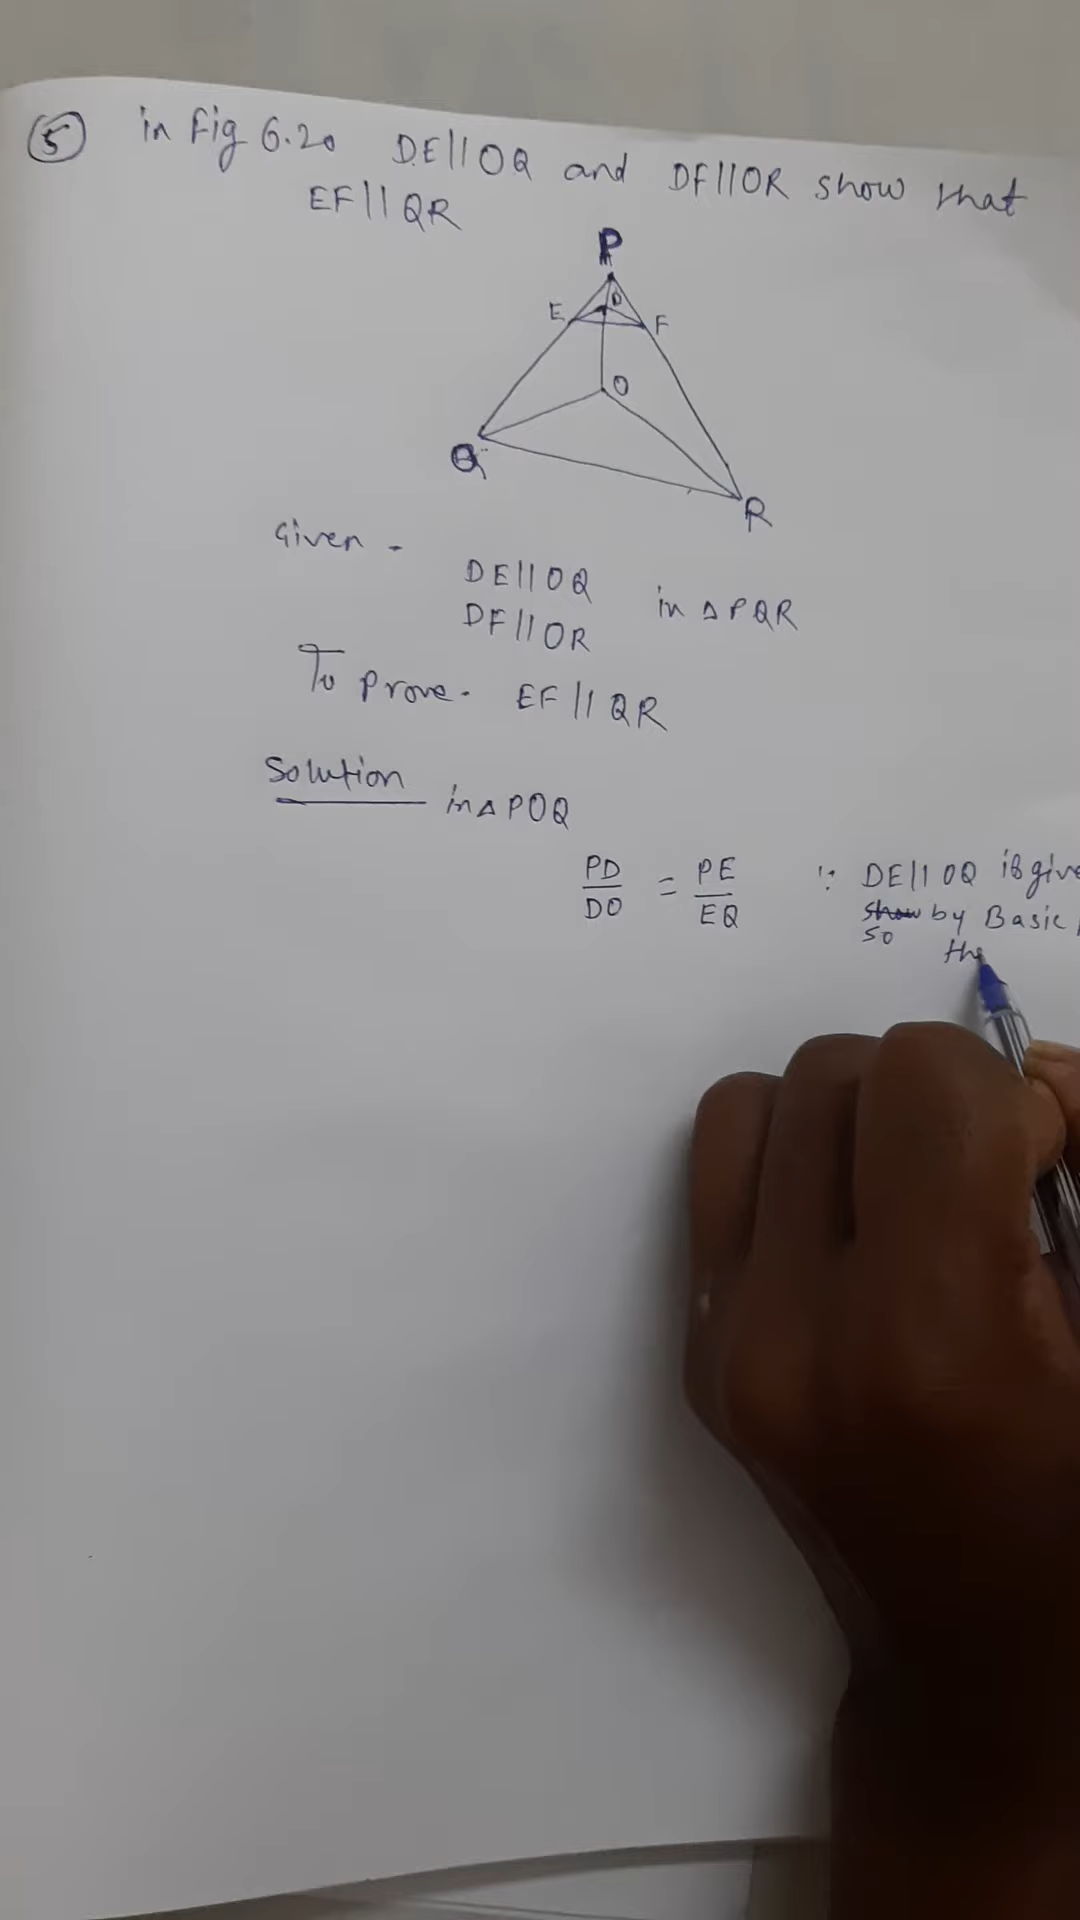 5 in Fig 6.20 DE||OQ and DF||OR show that
EF||QR
P
D
E
F
O
Q
R
Given -
DE||OQ
in △PQR
DF||OR
To prove - EF||QR
Solution in △POQ
PD/DO = PE/EQ ∵ DE||OQ is give
show by Basic
so the